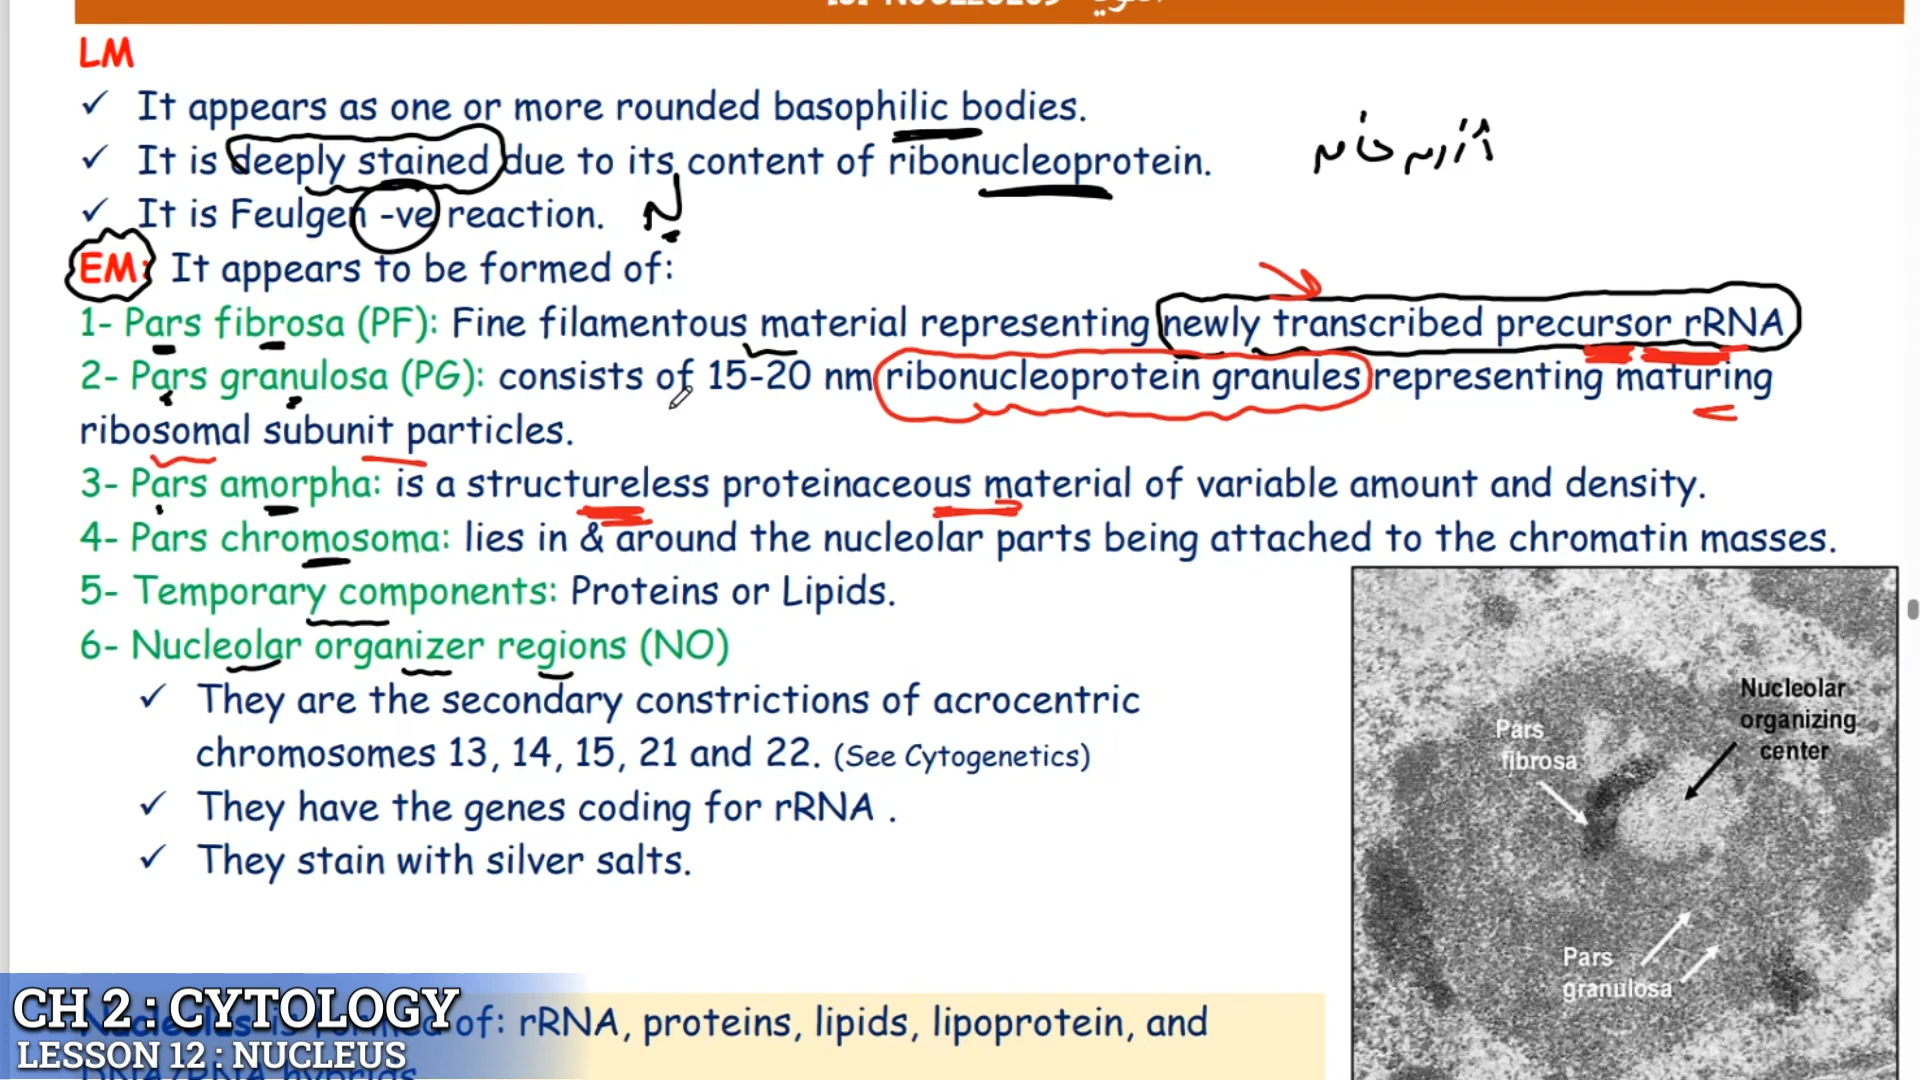 LM
✓ It appears as one or more rounded basophilic bodies.
✓ It is deeply stained due to its content of ribonucleoprotein.
✓ It is Feulgen -ve reaction.
N
EM: It appears to be formed of:
1- Pars fibrosa (PF): Fine filamentous material representing newly transcribed precursor rRNA
2- Pars granulosa (PG): consists of 15-20 nm ribonucleoprotein granules representing maturing
ribosomal subunit particles.
3- Pars amorpha: is a structureless proteinaceous material of variable amount and density.
4- Pars chromosoma: lies in & around the nucleolar parts being attached to the chromatin masses.
5- Temporary components: Proteins or Lipids.
6- Nucleolar organizer regions (NO)
✓ They are the secondary constrictions of acrocentric
chromosomes 13, 14, 15, 21 and 22. (See Cytogenetics)
✓ They have the genes coding for rRNA .
✓ They stain with silver salts.
Nucleolar
organizing
center
Pars
fibrosa
Pars
granulosa
of: rRNA, proteins, lipids, lipoprotein, and
CH 2 : CYTOLOGY
LESSON 12 : NUCLEUS